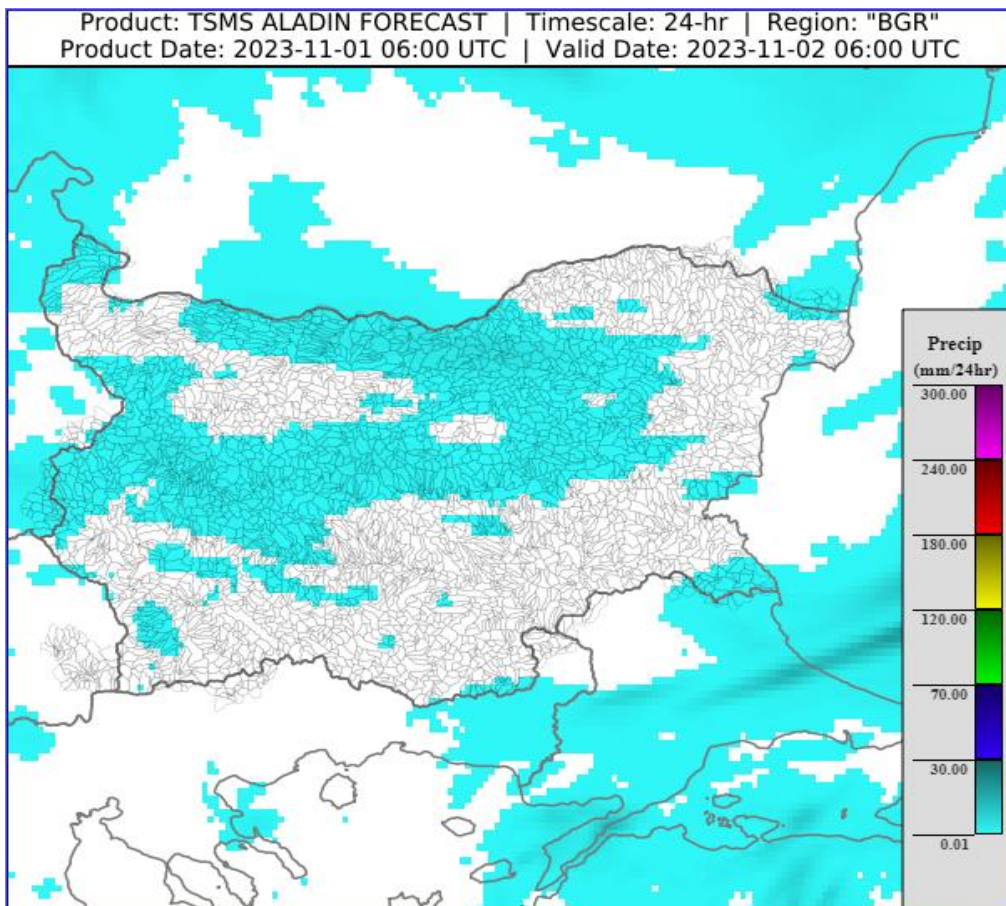 Product: TSMS ALADIN FORECAST | Timescale: 24-hr | Region: "BGR"
Product Date: 2023-11-01 06:00 UTC | Valid Date: 2023-11-02 06:00 UTC
Precip
(mm/24hr)
300.00
240.00
180.00
120.00
70.00
30.00
0.01